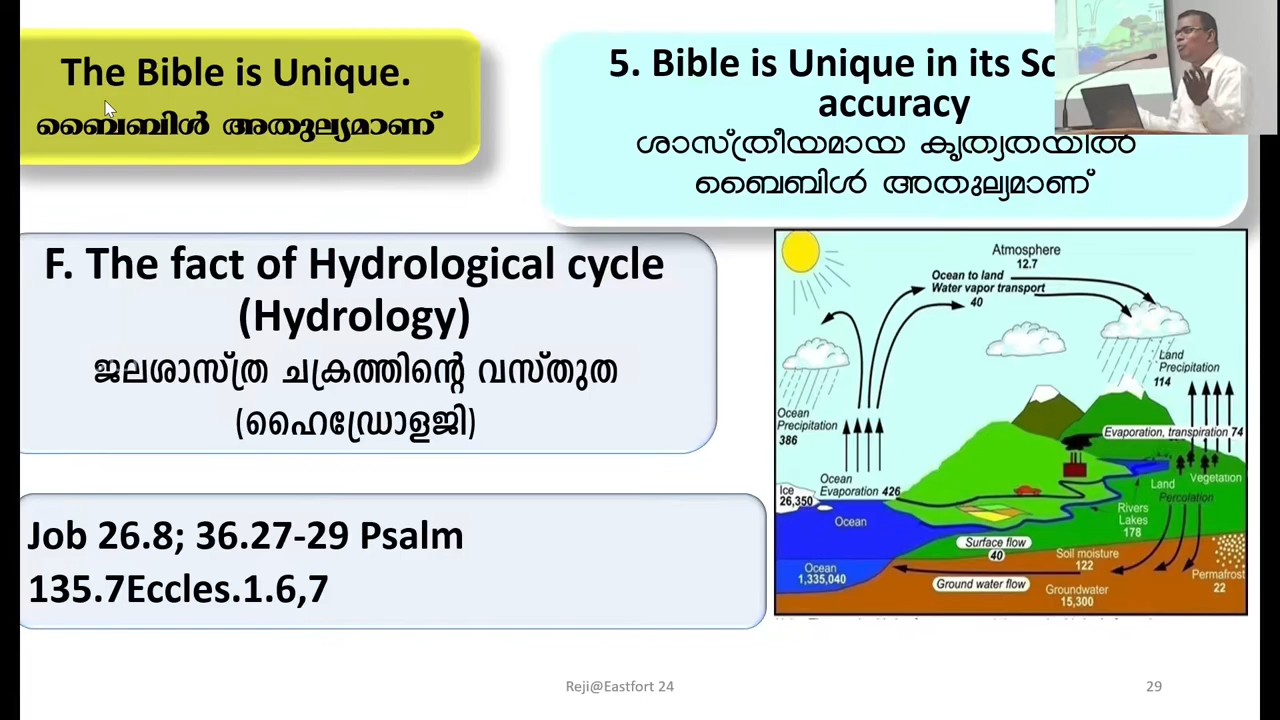 The Bible is Unique.
ബൈബിൾ അതുല്യമാണ്
5. Bible is Unique in its
accuracy
ശാസ്ത്രീയമായ കൃത്യതയിൽ
ബൈബിൾ അതുല്യമാണ്
F. The fact of Hydrological cycle
(Hydrology)
ജലശാസ്ത്ര ചക്രത്തിന്റെ വസ്തുത
(ഹൈഡ്രോളജി)
Job 26.8; 36.27-29 Psalm
135.7Eccles.1.6,7
Atmosphere
12.7
Ocean to land
Water vapor transport
40
Land
Precipitation
114
Ocean
Precipitation
386
Evaporation, transpiration 74
Ocean
Evaporation 426
Ice
26,350
Ocean
Land
Vegetation
Percolation
Rivers
Lakes
178
Surface flow
40
Soil moisture
122
Ocean
1,335,040
Ground water flow
Groundwater
15,300
Permafrost
22
Reji@Eastfort 24
29